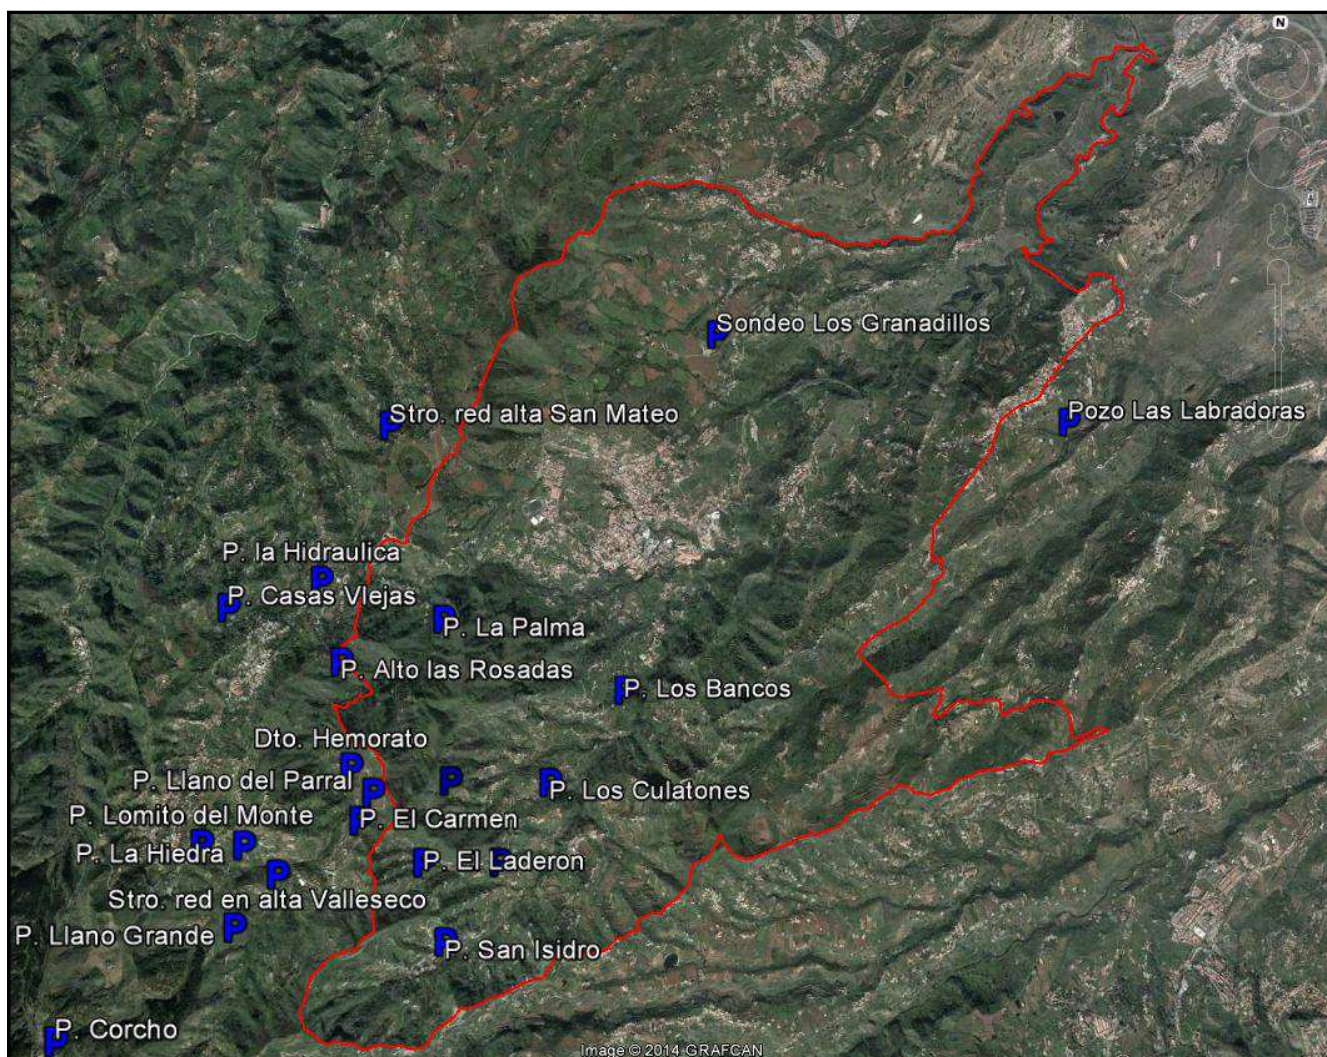 N
Sondeo Los Granadillos
Stro. red alta San Mateo
Pozo Las Labradoras
P. la Hidraulica
P. Casas VIejas
P. La Palma
P. Alto las Rosadas
P. Los Bancos
Dto. Hemorato
P. Llano del Parral
P. Los Culatones
P. Lomito del Monte
P. El Carmen
P. La Hiedra
P. El Laderon
Stro. red en alta Valleseco
P. Llano Grande
P. San Isidro
P. Corcho
Image © 2014 GRAFCAN